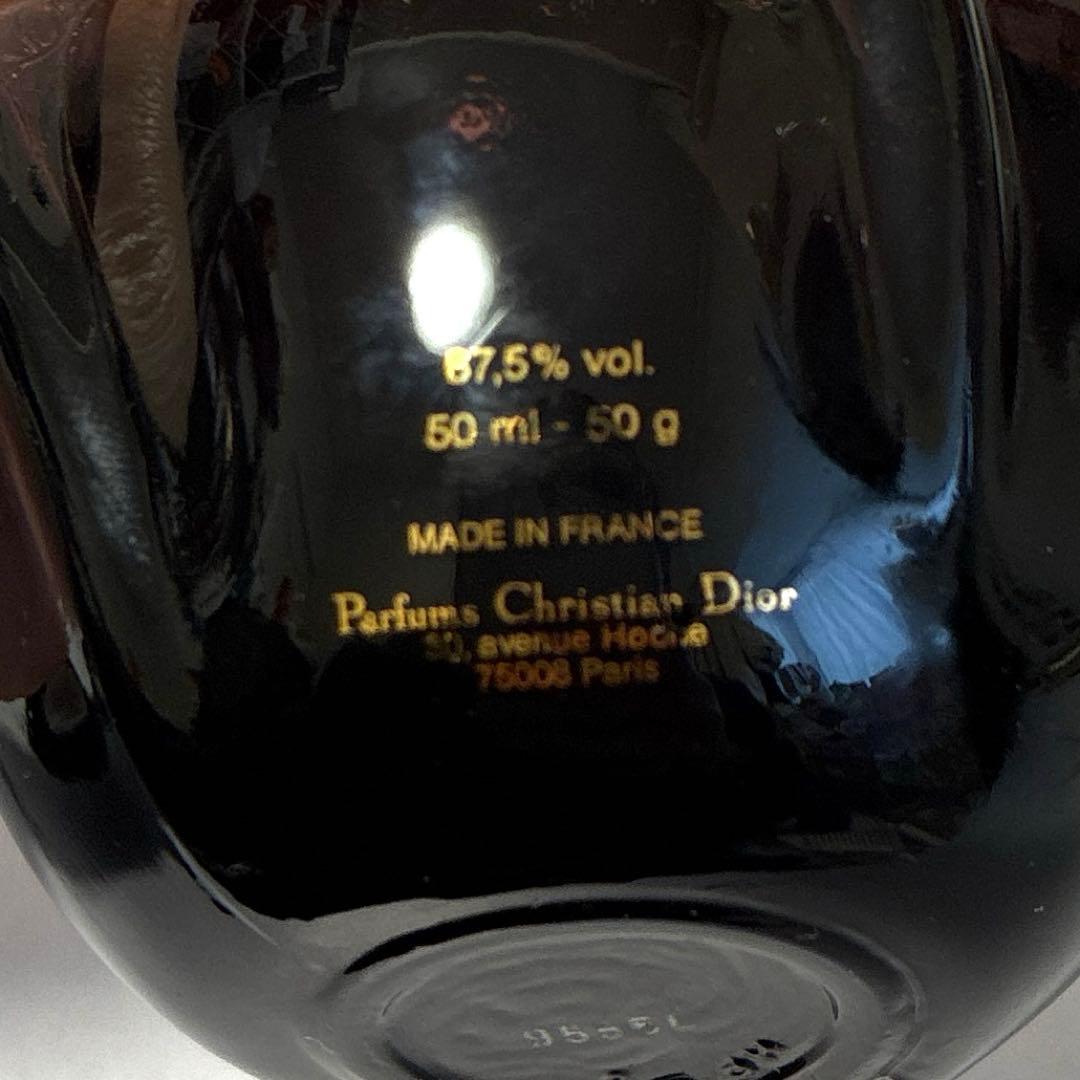 87,5% vol.
50 ml - 50 g
MADE IN FRANCE
Parfums Christian Dior
avenue Hoche
75008 Paris